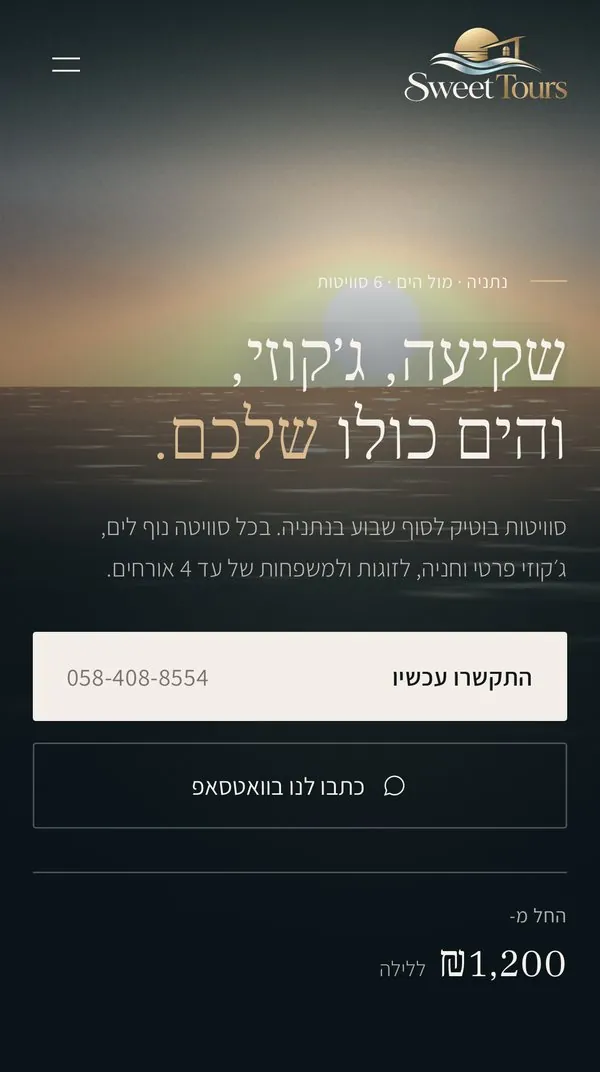 Sweet Tours
נתניה · מול הים · 6 סוויטות
שקיעה, ג׳קוזי,
והים כולו שלכם.
סוויטות בוטיק לסוף שבוע בנתניה. בכל סוויטה נוף לים,
ג׳קוזי פרטי וחניה, לזוגות ולמשפחות של עד 4 אורחים.
התקשרו עכשיו 058-408-8554
כתבו לנו בוואטסאפ
החל מ-
₪1,200 ללילה